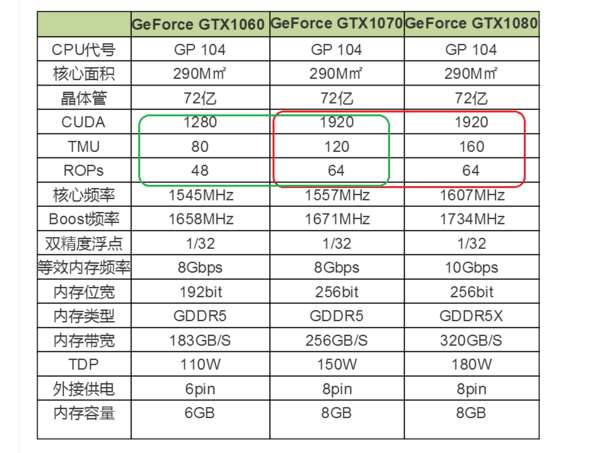 GeForce GTX1060 GeForce GTX1070 GeForce GTX1080
CPU代号 GP 104 GP 104 GP 104
核心面积 290M㎡ 290M㎡ 290M㎡
晶体管 72亿 72亿 72亿
CUDA 1280 1920 1920
TMU 80 120 160
ROPs 48 64 64
核心频率 1545MHz 1557MHz 1607MHz
Boost频率 1658MHz 1671MHz 1734MHz
双精度浮点 1/32 1/32 1/32
等效内存频率 8Gbps 8Gbps 10Gbps
内存位宽 192bit 256bit 256bit
内存类型 GDDR5 GDDR5 GDDR5X
内存带宽 183GB/S 256GB/S 320GB/S
TDP 110W 150W 180W
外接供电 6pin 8pin 8pin
内存容量 6GB 8GB 8GB